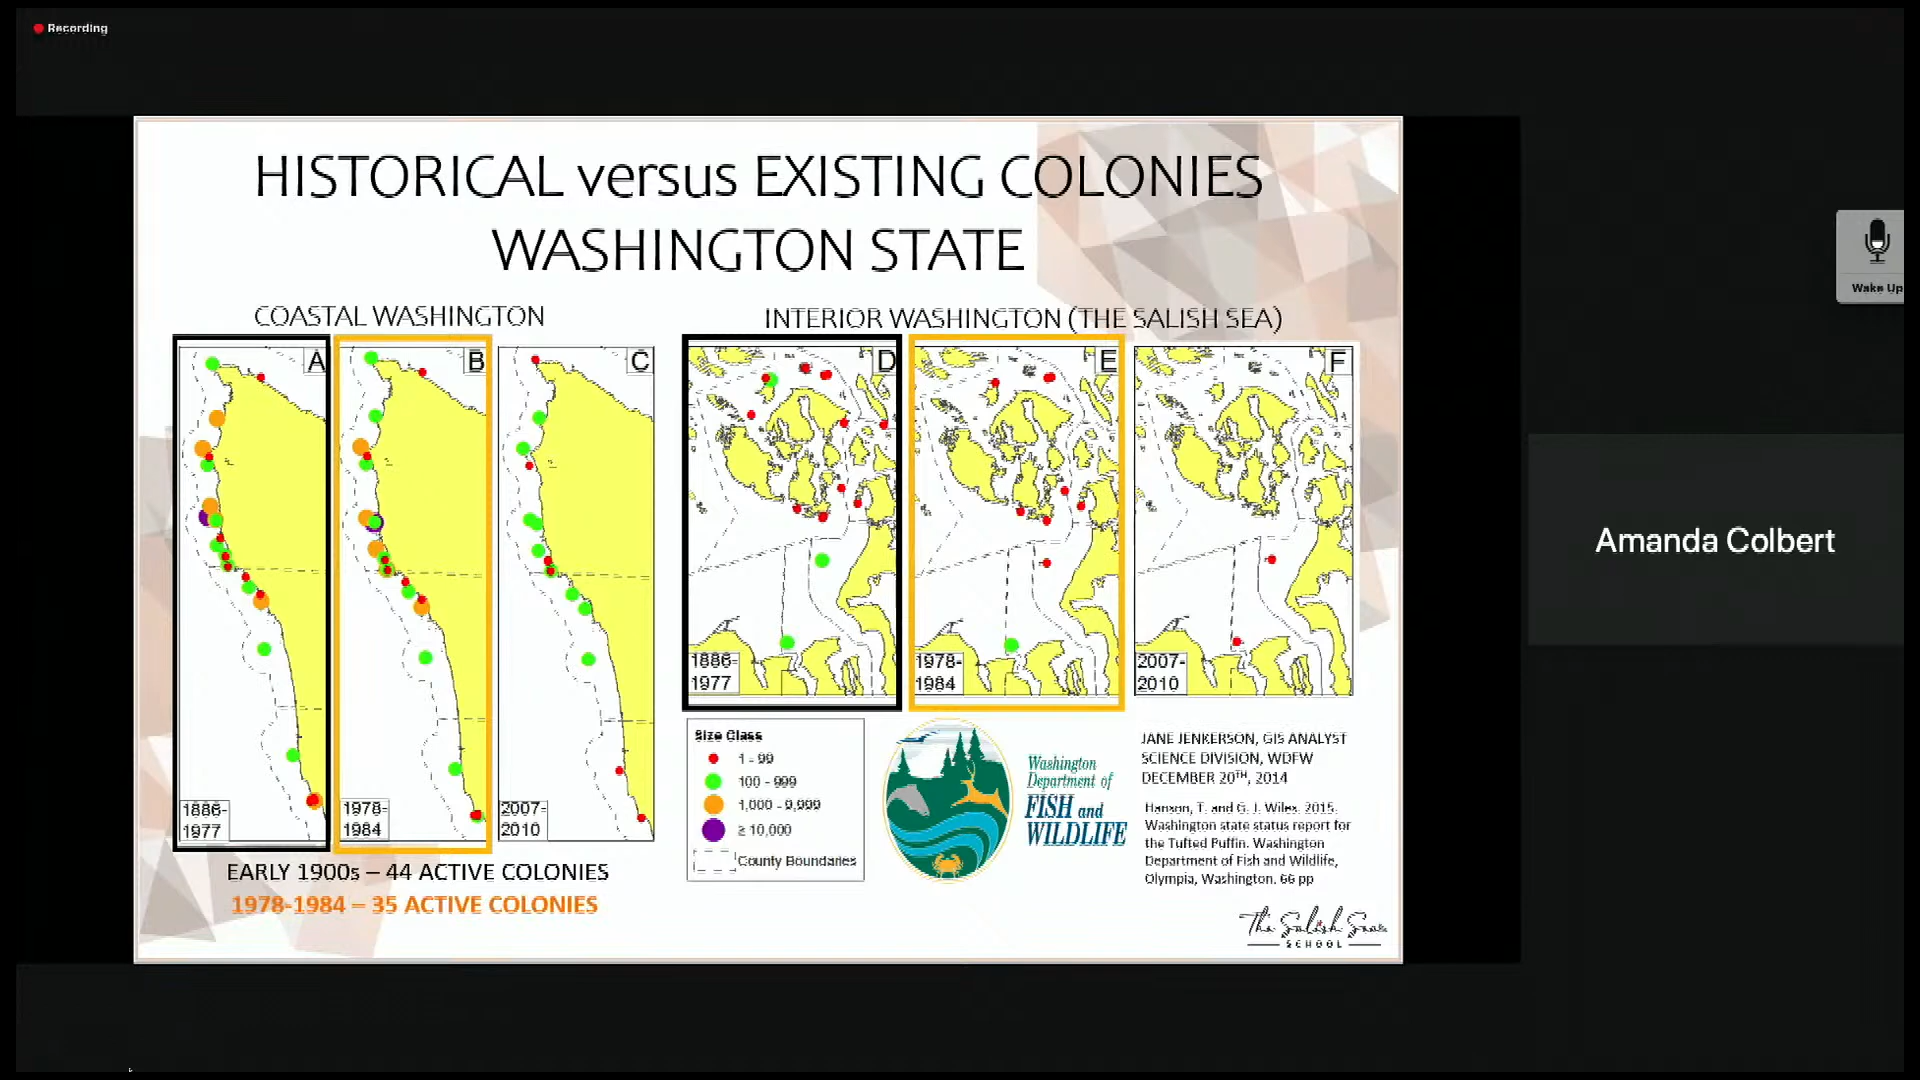 Recording
HISTORICAL versus EXISTING COLONIES
WASHINGTON STATE
COASTAL WASHINGTON
INTERIOR WASHINGTON (THE SALISH SEA)
A
B
C
D
E
F
1886-
1977
1978-
1984
2007-
2010
1886-
1977
1978-
1984
2007-
2010
EARLY 1900s – 44 ACTIVE COLONIES
1978-1984 – 35 ACTIVE COLONIES
Size Class
1 - 99
100 - 999
1,000 - 9,999
≥ 10,000
County Boundaries
Washington
Department of
FISH and
WILDLIFE
JANE JENKERSON, GIS ANALYST
SCIENCE DIVISION, WDFW
DECEMBER 20TH, 2014
Hanson, T. and G. J. Wiles. 2015.
Washington state status report for
the Tufted Puffin. Washington
Department of Fish and Wildlife,
Olympia, Washington. 66 pp
The Salish Sea
SCHOOL
Wake Up
Amanda Colbert